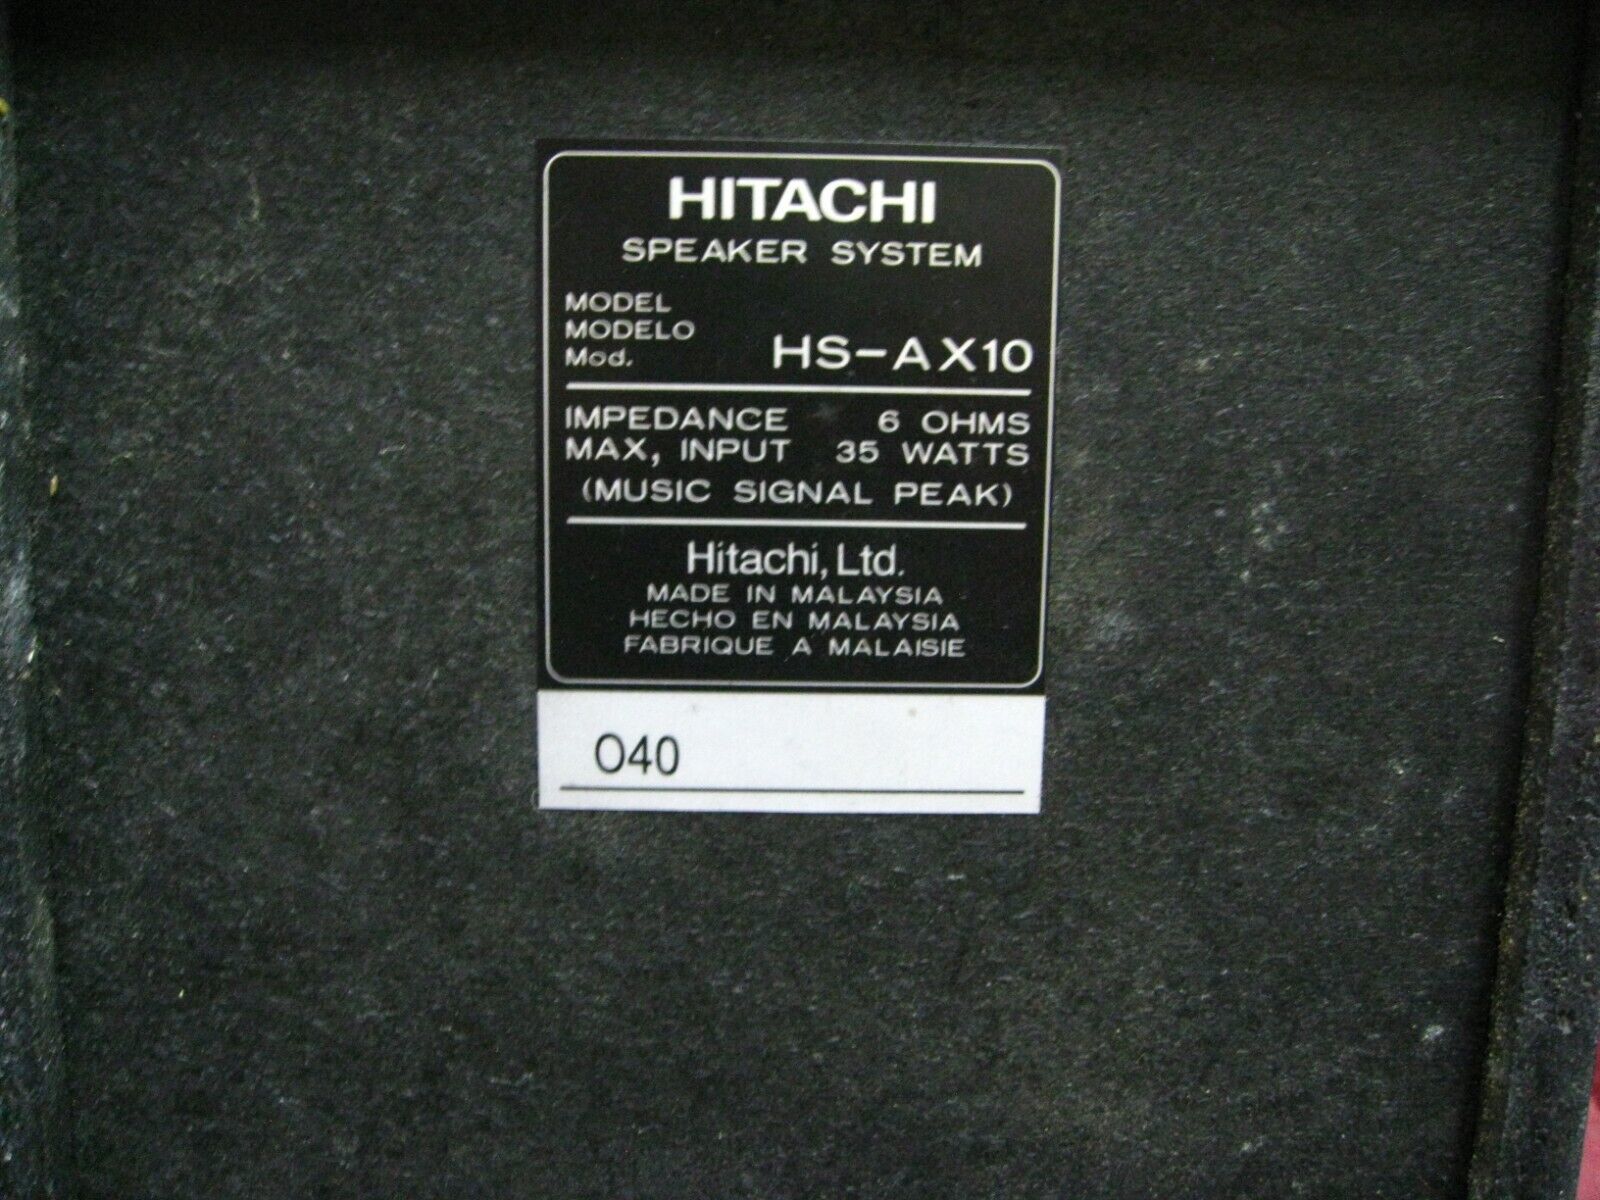 HITACHI
SPEAKER SYSTEM
MODEL
MODELO
Mod. HS-AX10
IMPEDANCE 6 OHMS
MAX, INPUT 35 WATTS
(MUSIC SIGNAL PEAK)
Hitachi, Ltd.
MADE IN MALAYSIA
HECHO EN MALAYSIA
FABRIQUE A MALAISIE
O40